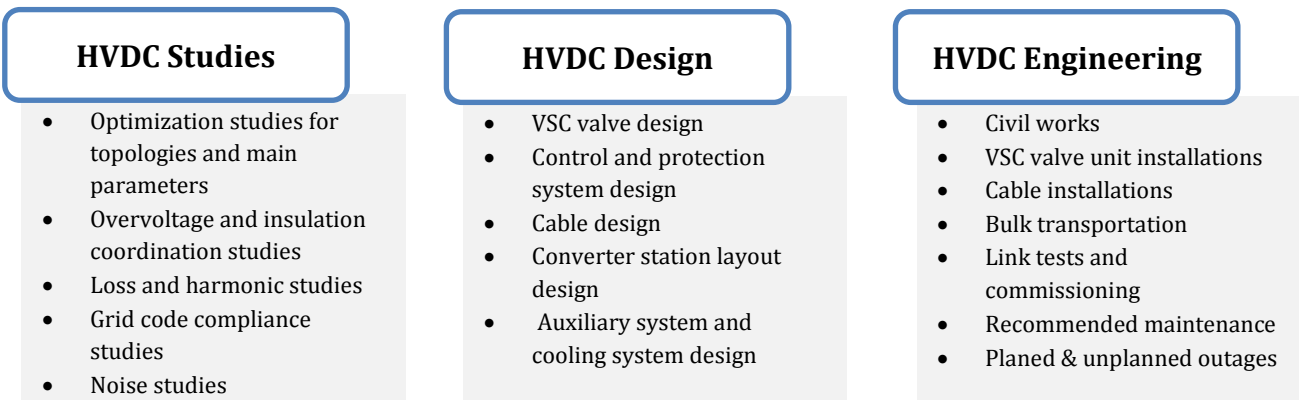 HVDC Studies
• Optimization studies for
topologies and main
parameters
• Overvoltage and insulation
coordination studies
• Loss and harmonic studies
• Grid code compliance
studies
• Noise studies
HVDC Design
• VSC valve design
• Control and protection
system design
• Cable design
• Converter station layout
design
• Auxiliary system and
cooling system design
HVDC Engineering
• Civil works
• VSC valve unit installations
• Cable installations
• Bulk transportation
• Link tests and
commissioning
• Recommended maintenance
• Planed & unplanned outages